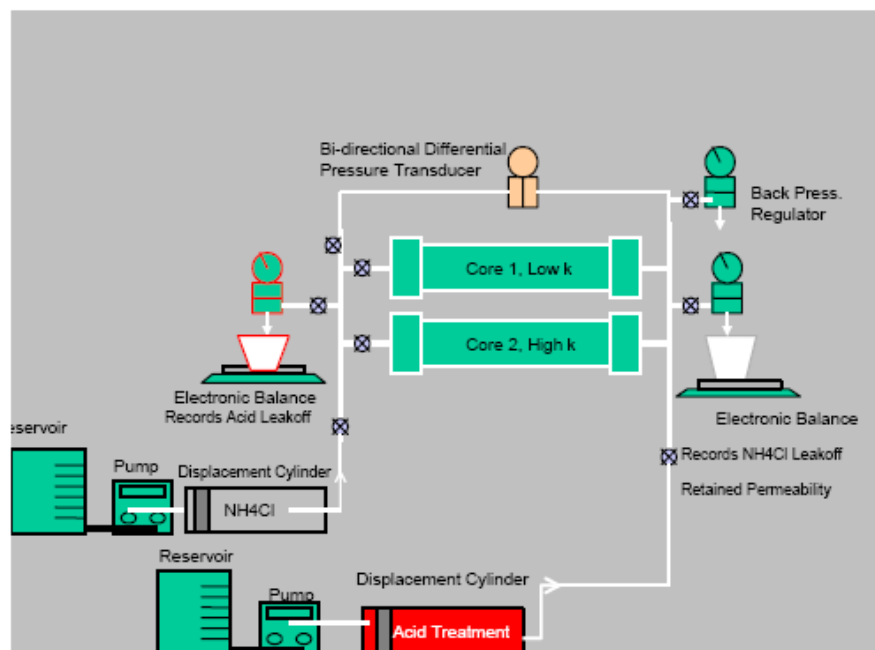 Bi-directional Differential
Pressure Transducer
Back Press.
Regulator
Core 1, Low k
Core 2, High k
Electronic Balance
Records Acid Leakoff
Electronic Balance
eservoir
Pump
Displacement Cylinder
Records NH4Cl Leakoff
NH4Cl
Retained Permeability
Reservoir
Pump
Displacement Cylinder
Acid Treatment